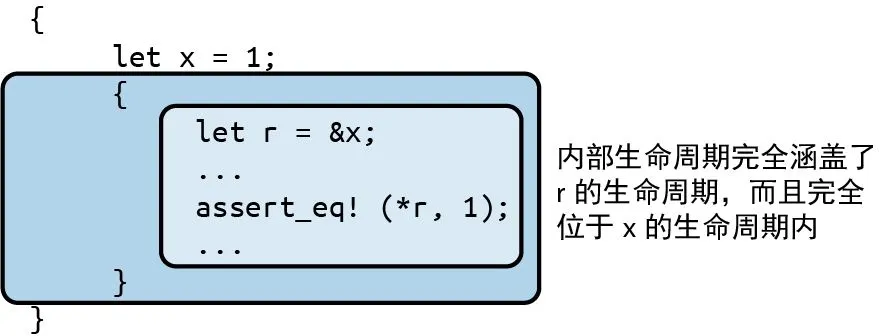 {
let x = 1;
{
let r = &x;
...
assert_eq! (*r, 1);
...
}
}
内部生命周期完全涵盖了
r 的生命周期，而且完全
位于 x 的生命周期内